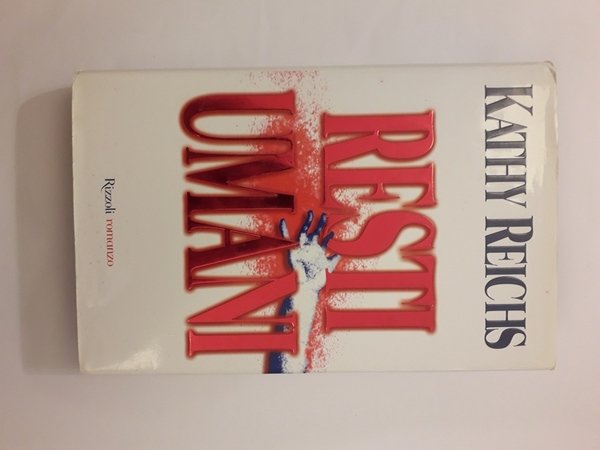 KATHY REICHS
RESTI
UMANI
Rizzoli romanzo